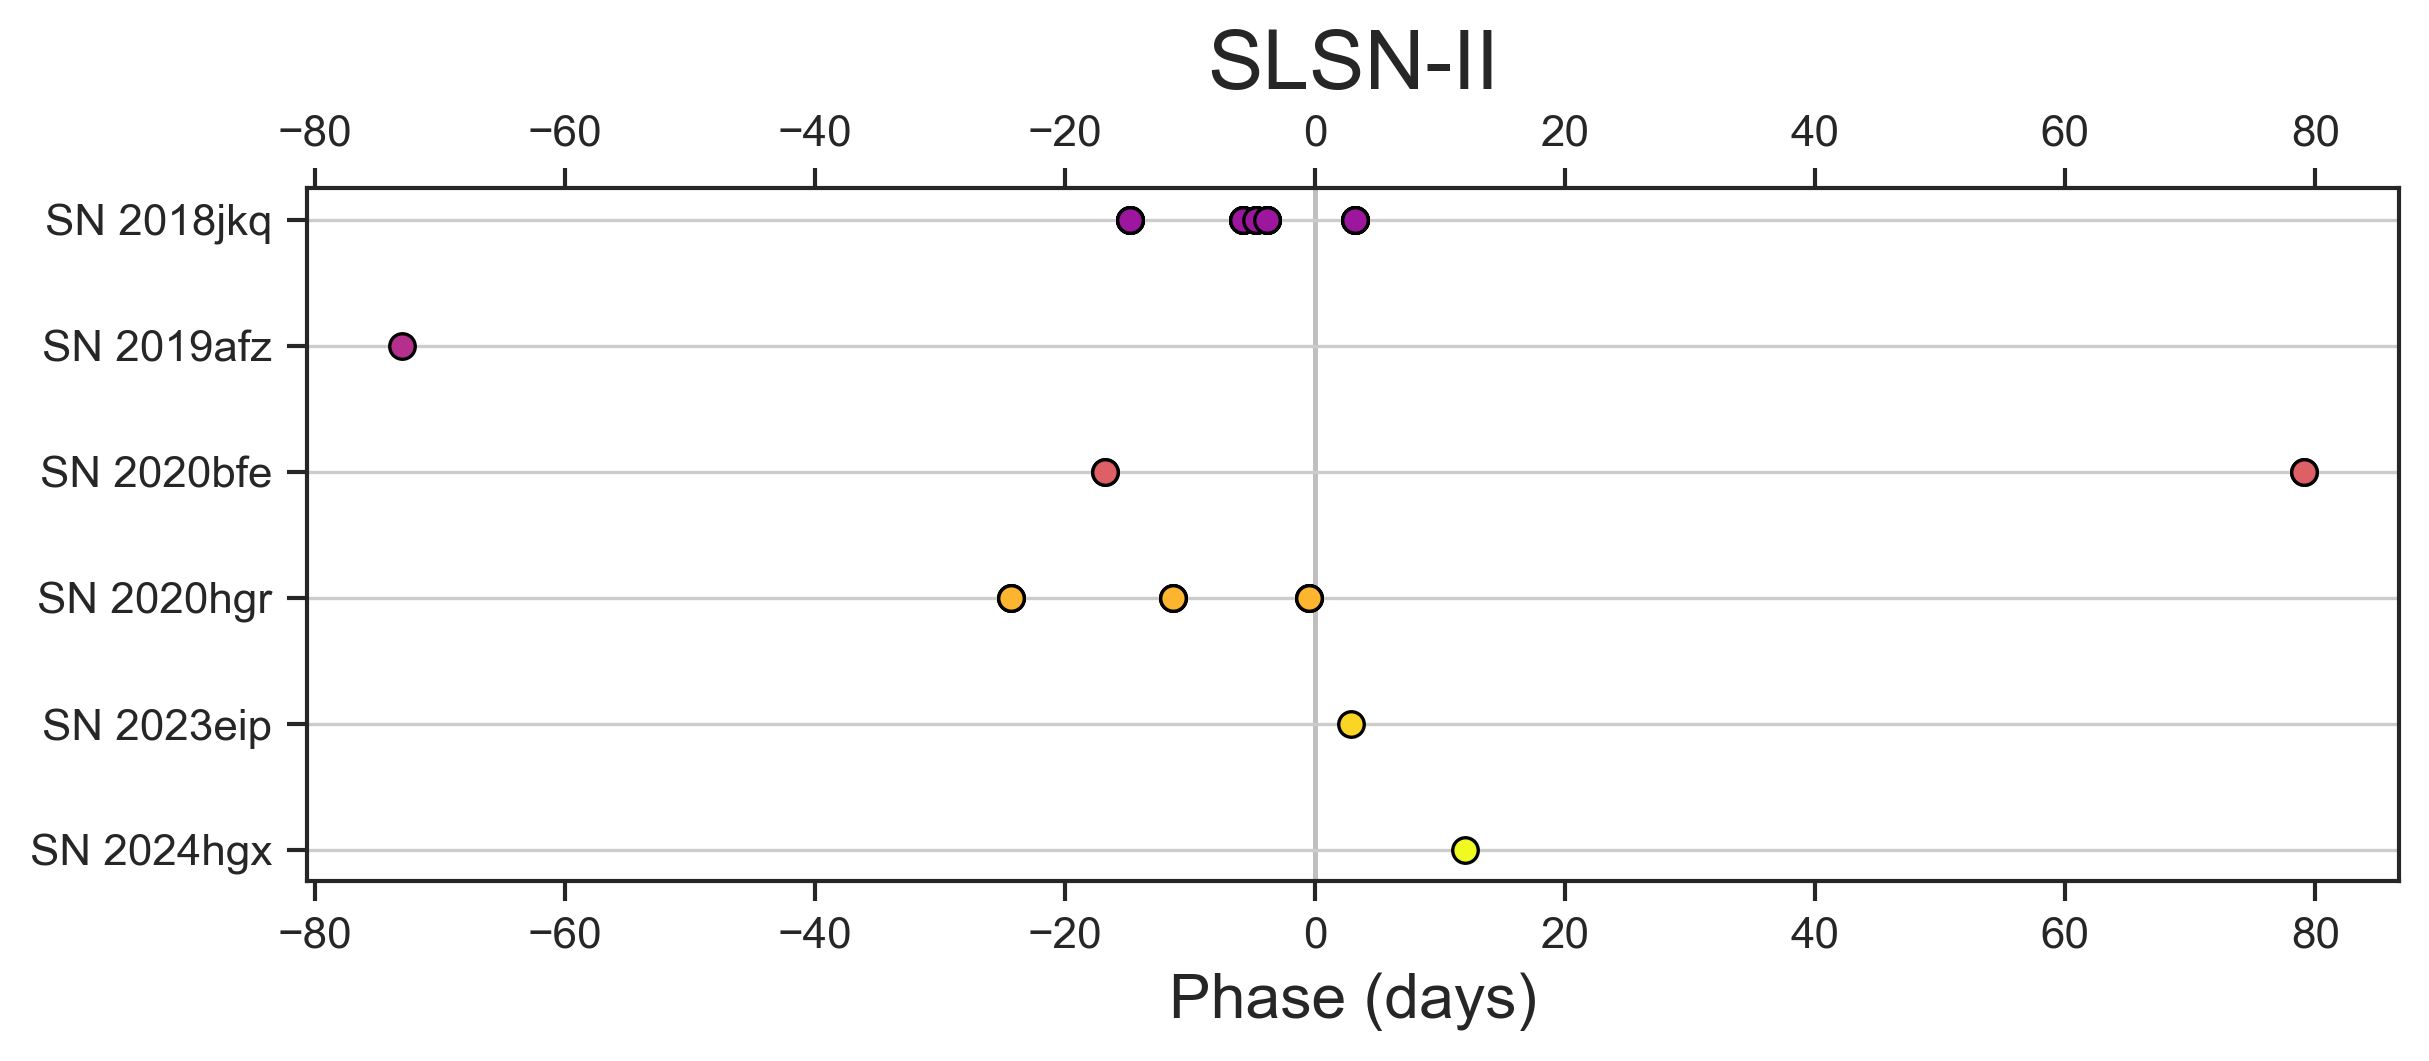 SLSN-II
−80 −60 −40 −20 0 20 40 60 80
SN 2018jkq
SN 2019afz
SN 2020bfe
SN 2020hgr
SN 2023eip
SN 2024hgx
−80 −60 −40 −20 0 20 40 60 80
Phase (days)